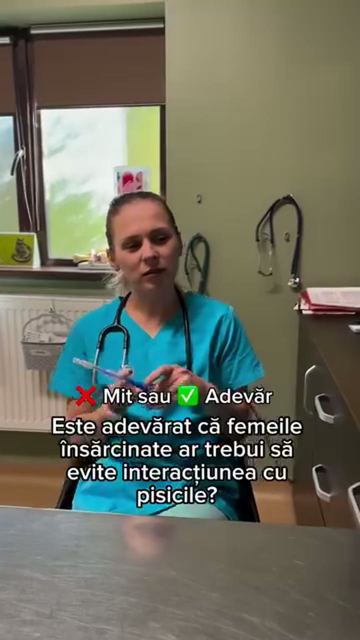 ❌ Mit sau ✅ Adevăr
Este adevărat că femeile
însărcinate ar trebui să
evite interacțiunea cu
pisicile?